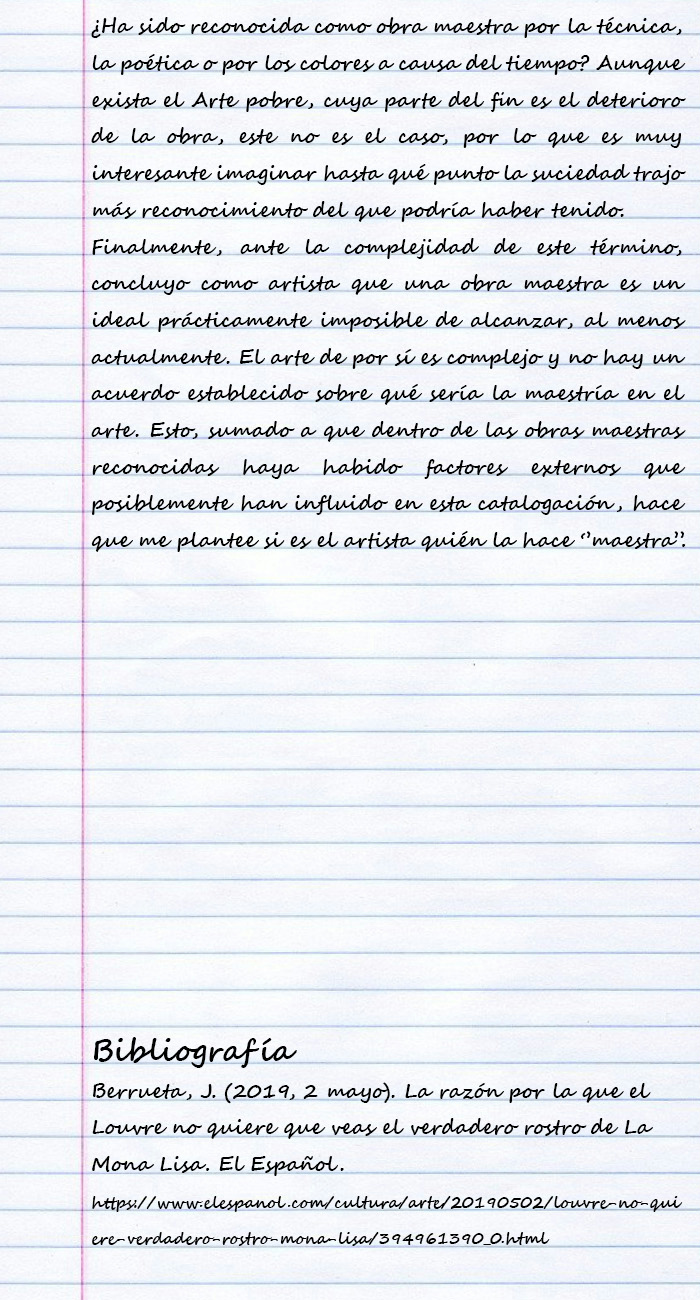 ¿Ha sido reconocida como obra maestra por la técnica,
la poética o por los colores a causa del tiempo? Aunque
exista el Arte pobre, cuya parte del fin es el deterioro
de la obra, este no es el caso, por lo que es muy
interesante imaginar hasta qué punto la suciedad trajo
más reconocimiento del que podría haber tenido.
Finalmente, ante la complejidad de este término,
concluyo como artista que una obra maestra es un
ideal prácticamente imposible de alcanzar, al menos
actualmente. El arte de por sí es complejo y no hay un
acuerdo establecido sobre qué sería la maestría en el
arte. Esto, sumado a que dentro de las obras maestras
reconocidas haya habido factores externos que
posiblemente han influido en esta catalogación, hace
que me plantee si es el artista quién la hace “maestra”.
Bibliografía
Berrueta, J. (2019, 2 mayo). La razón por la que el
Louvre no quiere que veas el verdadero rostro de La
Mona Lisa. El Español.
https://www.elespanol.com/cultura/arte/20190502/louvre-no-qui
ere-verdadero-rostro-mona-lisa/394961390_0.html